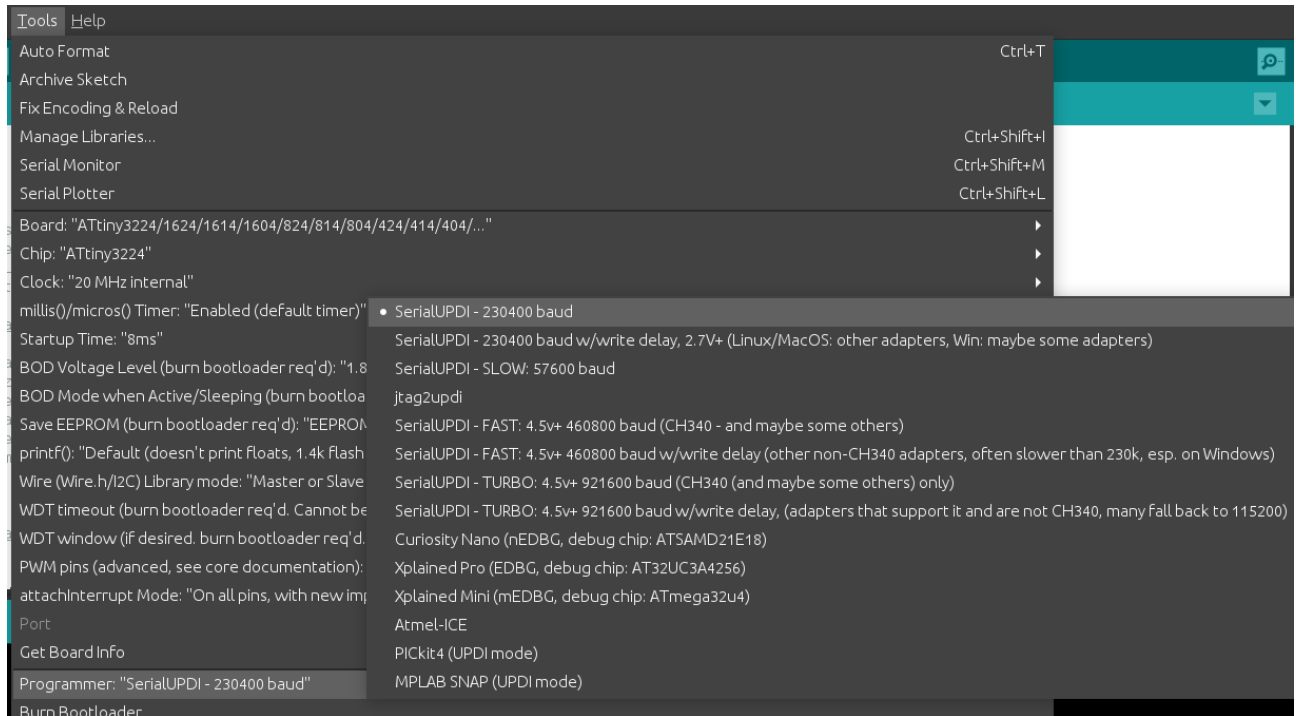 Tools Help
Auto Format Ctrl+T
Archive Sketch
Fix Encoding & Reload
Manage Libraries... Ctrl+Shift+I
Serial Monitor Ctrl+Shift+M
Serial Plotter Ctrl+Shift+L
Board: "ATtiny3224/1624/1614/1604/824/814/804/424/414/404/..."
Chip: "ATtiny3224"
Clock: "20 MHz internal"
millis()/micros() Timer: "Enabled (default timer)"
Startup Time: "8ms"
BOD Voltage Level (burn bootloader req'd): "1.8
BOD Mode when Active/Sleeping (burn bootloa
Save EEPROM (burn bootloader req'd): "EEPROM
printf(): "Default (doesn't print floats, 1.4k flash
Wire (Wire.h/I2C) Library mode: "Master or Slave
WDT timeout (burn bootloader req'd. Cannot be
WDT window (if desired. burn bootloader req'd.
PWM pins (advanced, see core documentation):
attachInterrupt Mode: "On all pins, with new imp
Port
Get Board Info
Programmer: "SerialUPDI - 230400 baud"
Burn Bootloader
SerialUPDI - 230400 baud
SerialUPDI - 230400 baud w/write delay, 2.7V+ (Linux/MacOS: other adapters, Win: maybe some adapters)
SerialUPDI - SLOW: 57600 baud
jtag2updi
SerialUPDI - FAST: 4.5v+ 460800 baud (CH340 - and maybe some others)
SerialUPDI - FAST: 4.5v+ 460800 baud w/write delay (other non-CH340 adapters, often slower than 230k, esp. on Windows)
SerialUPDI - TURBO: 4.5v+ 921600 baud (CH340 (and maybe some others) only)
SerialUPDI - TURBO: 4.5v+ 921600 baud w/write delay, (adapters that support it and are not CH340, many fall back to 115200)
Curiosity Nano (nEDBG, debug chip: ATSAMD21E18)
Xplained Pro (EDBG, debug chip: AT32UC3A4256)
Xplained Mini (mEDBG, debug chip: ATmega32u4)
Atmel-ICE
PICkit4 (UPDI mode)
MPLAB SNAP (UPDI mode)